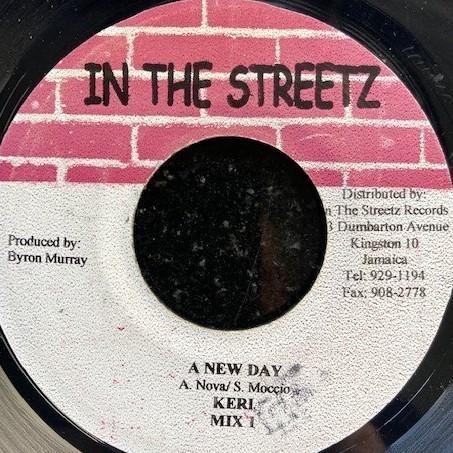 IN THE STREETZ
Produced by:
Byron Murray
Distributed by:
The Streetz Records
Dumbarton Avenue
Kingston 10
Jamaica
Tel: 929-1194
Fax: 908-2778
A NEW DAY
A. Nova/ S. Moccio
KERI
MIX 1